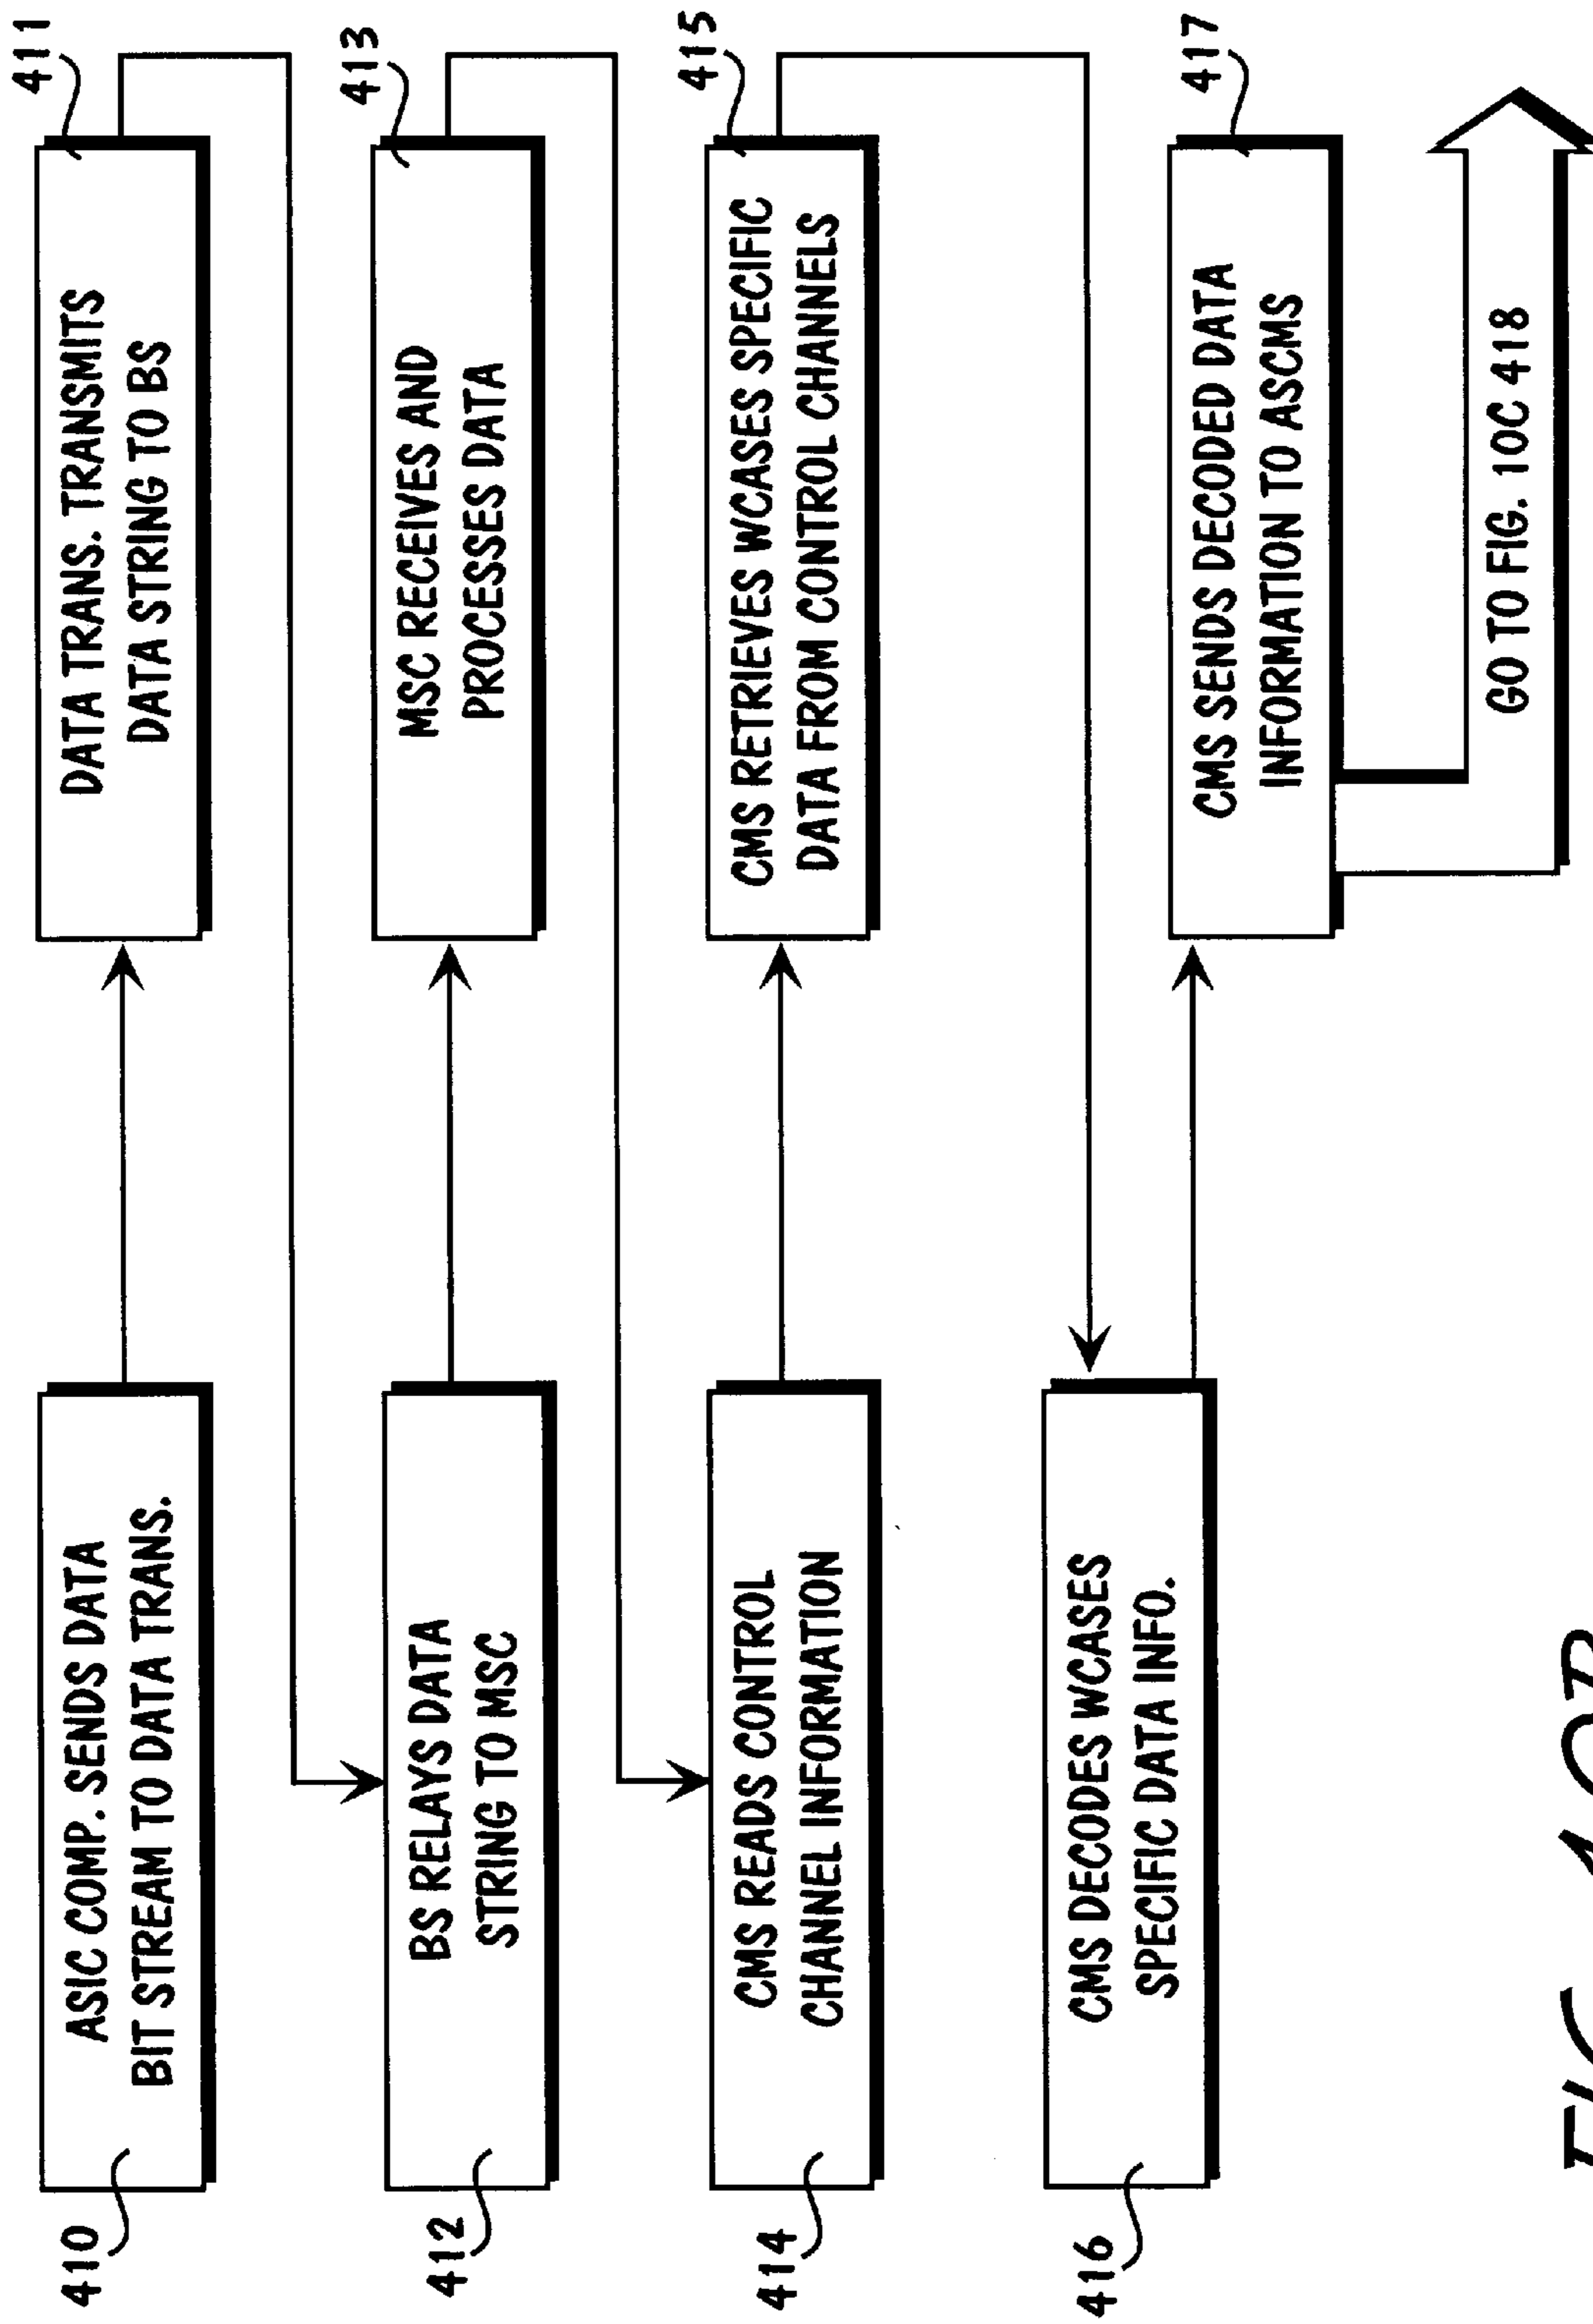 410
ASIC COMP. SENDS DATA
BIT STREAM TO DATA TRANS.
411
DATA TRANS. TRANSMITS
DATA STRING TO BS
412
BS RELAYS DATA
STRING TO MSC
413
MSC RECEIVES AND
PROCESSES DATA
414
CMS READS CONTROL
CHANNEL INFORMATION
415
CMS RETRIEVES WCASES SPECIFIC
DATA FROM CONTROL CHANNELS
416
CMS DECODES WCASES
SPECIFIC DATA INFO.
417
CMS SENDS DECODED DATA
INFORMATION TO ASCMS
GO TO FIG. 10C 418
FIG. 10B